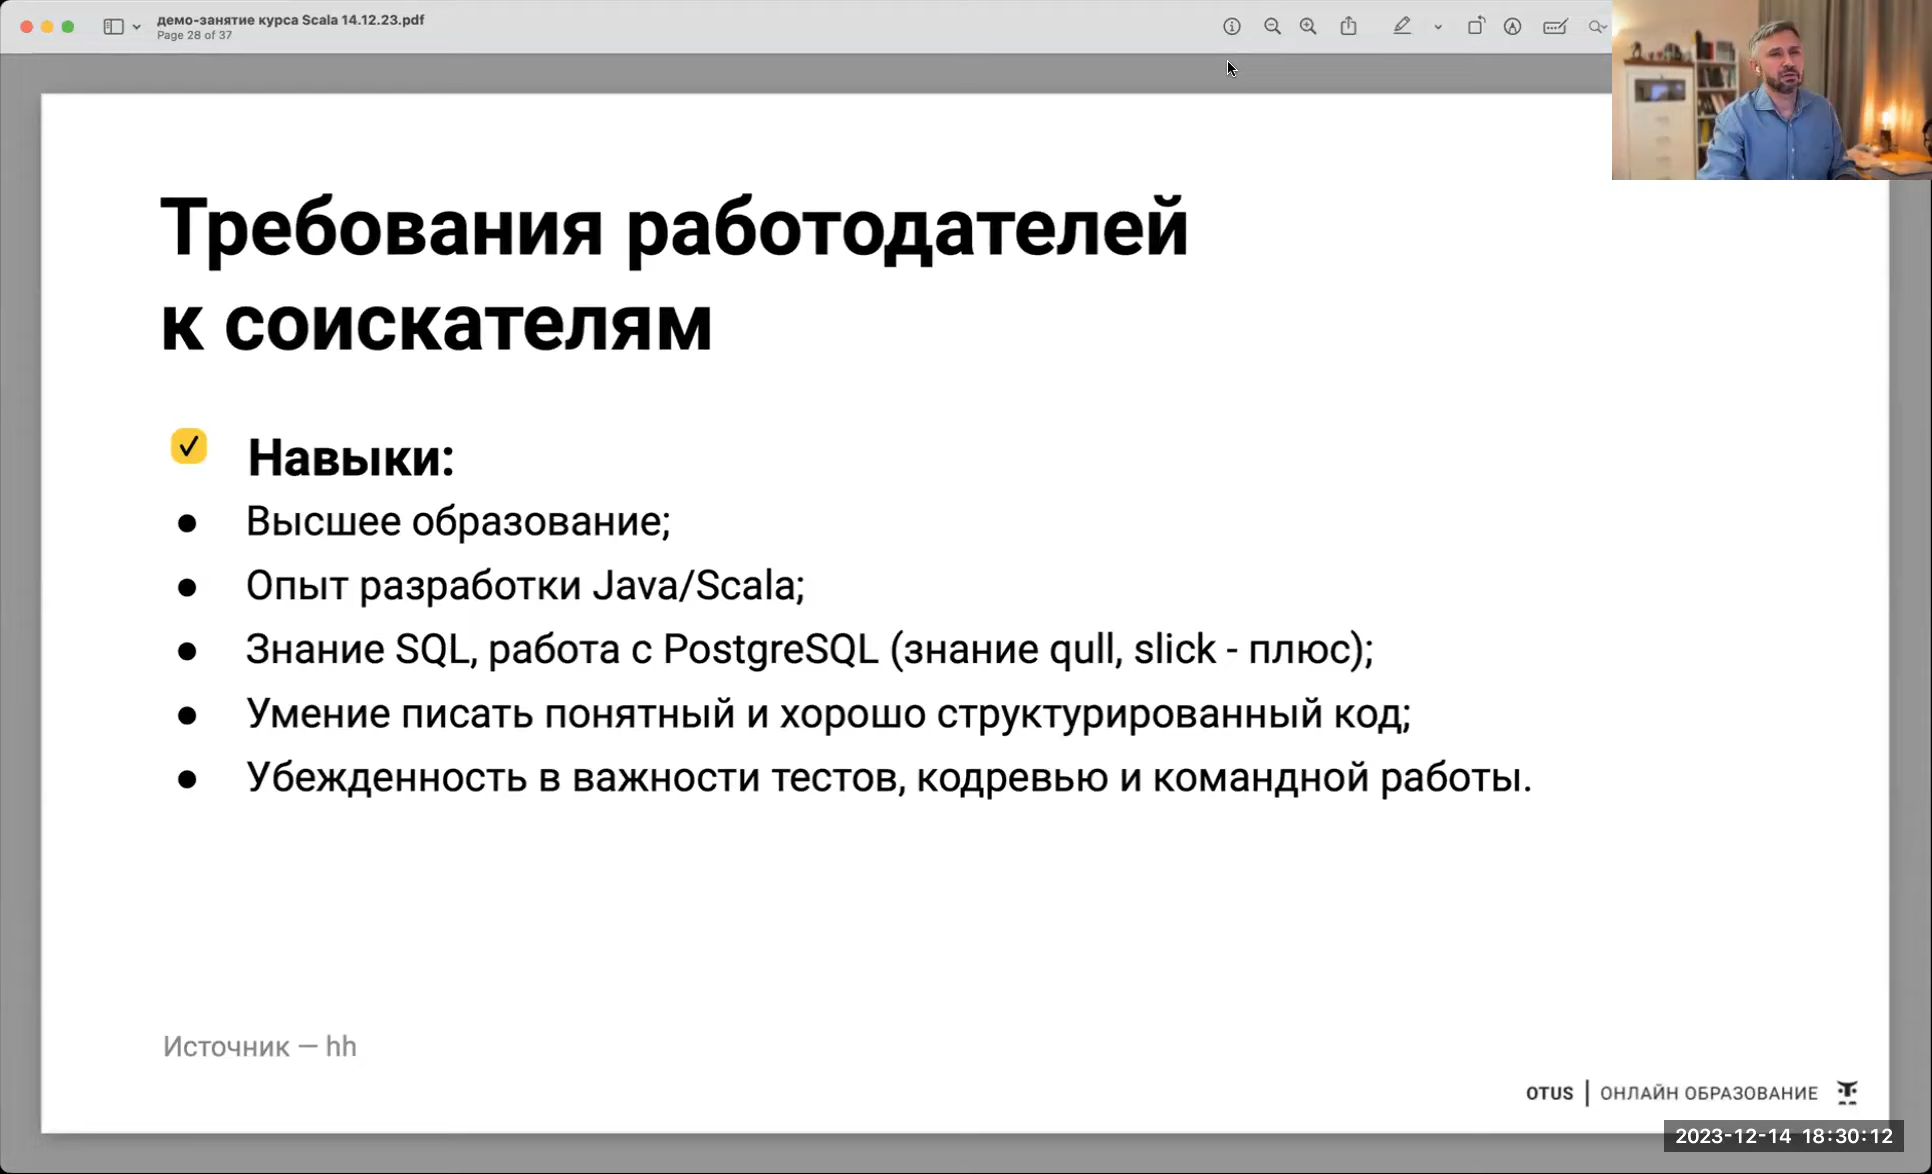 демо-занятие курса Scala 14.12.23.pdf
Page 28 of 37
Требования работодателей
к соискателям
Навыки:
Высшее образование;
Опыт разработки Java/Scala;
Знание SQL, работа с PostgreSQL (знание qull, slick - плюс);
Умение писать понятный и хорошо структурированный код;
Убежденность в важности тестов, кодревью и командной работы.
Источник — hh
OTUS | ОНЛАЙН ОБРАЗОВАНИЕ
2023-12-14 18:30:12